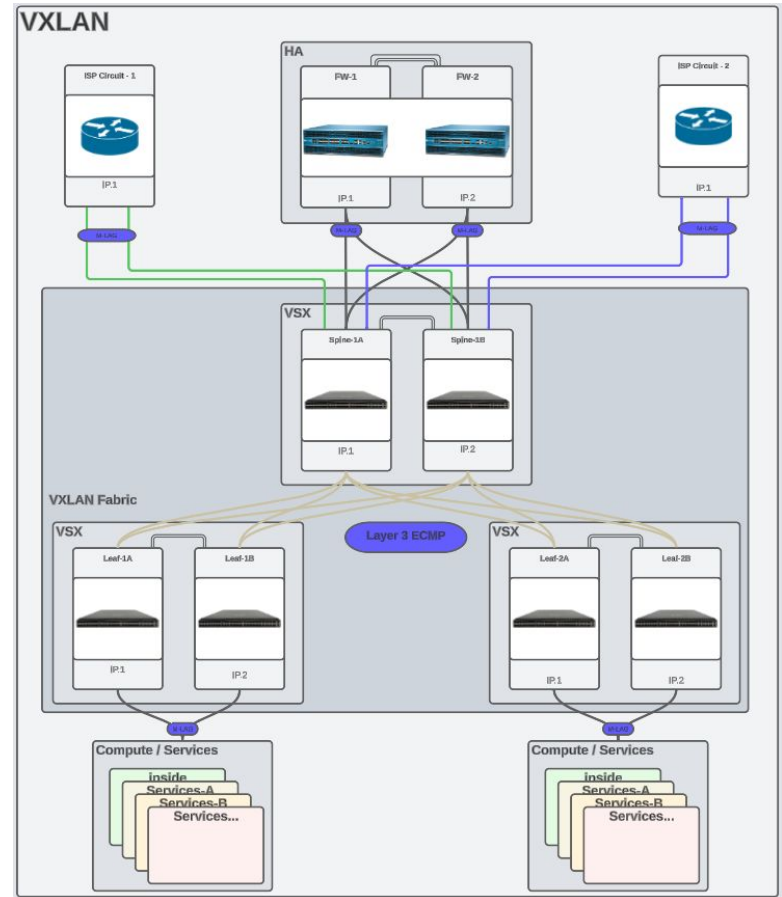 VXLAN
HA
ISP Circuit - 1
FW-1
FW-2
ISP Circuit - 2
IP.1
IP.1
IP.2
IP.1
M-LAG
M-LAG
M-LAG
M-LAG
VSX
Spine-1A
Spine-1B
IP.1
IP.2
VXLAN Fabric
VSX
Layer 3 ECMP
VSX
Leaf-1A
Leaf-1B
Leaf-2A
Leaf-2B
IP.1
IP.2
IP.1
IP.2
M-LAG
M-LAG
Compute / Services
inside
Services-A
Services-B
Services...
Compute / Services
inside
Services-A
Services-B
Services...